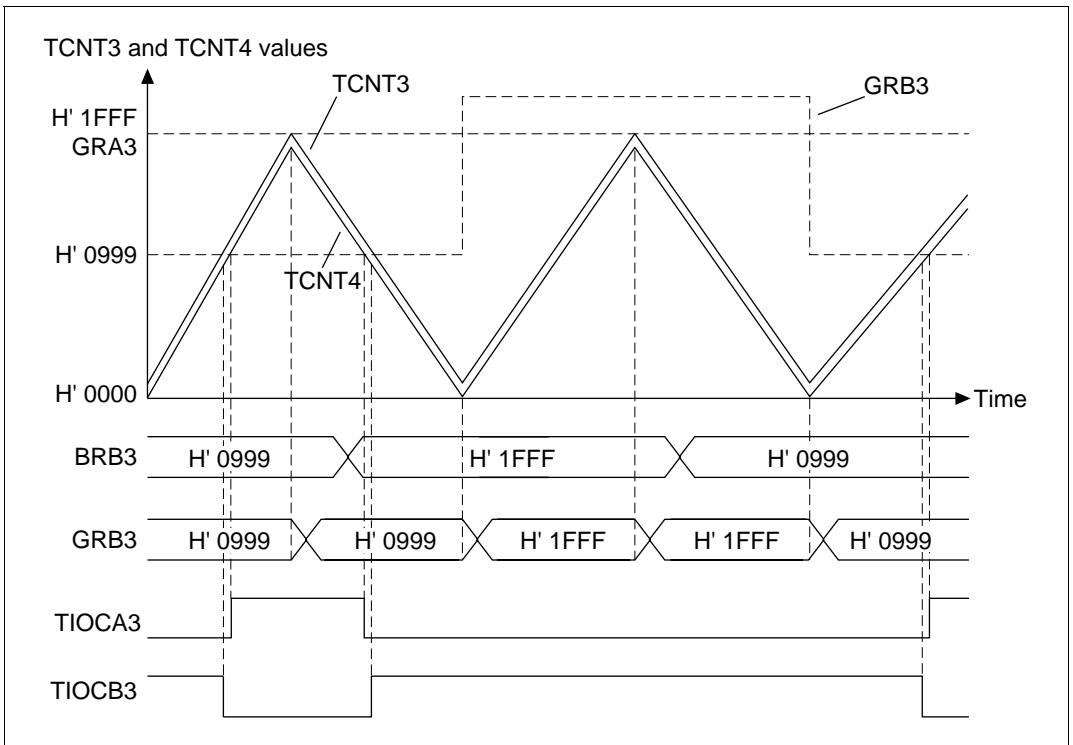 TCNT3 and TCNT4 values
TCNT3
GRB3
H' 1FFF
GRA3
H' 0999
TCNT4
H' 0000
Time
BRB3 H' 0999 H' 1FFF H' 0999
GRB3 H' 0999 H' 0999 H' 1FFF H' 1FFF H' 0999
TIOCA3
TIOCB3